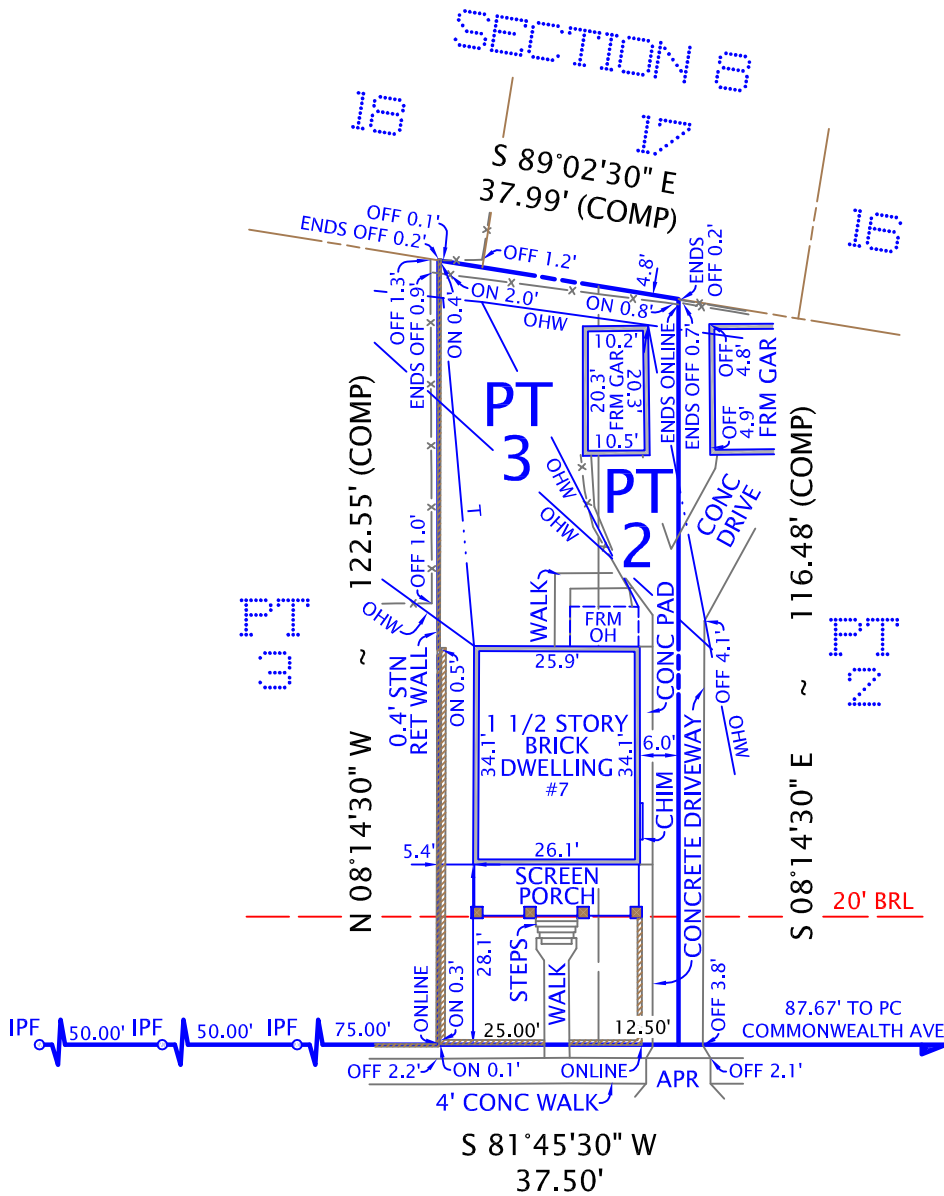 SECTION 8
18
17
16
S 89°02'30" E
37.99' (COMP)
OFF 0.1'
ENDS OFF 0.2'
OFF 1.2'
4.8'
ENDS
OFF 0.2'
OFF 1.3'
ENDS OFF 0.9'
ON 0.4'
ON 2.0'
ON 0.8'
OHW
10.2'
20.3'
FRM GAR.
20.3'
10.5'
ENDS ONLINE
ENDS OFF 0.7'
OFF
4.8'
OFF
4.9'
FRM GAR
PT
3
PT
2
OHW
OHW
T
CONC
DRIVE
122.55' (COMP)
116.48' (COMP)
OFF 1.0'
OHW
WALK
FRM
OH
CONC PAD
OFF 4.1'
OHW
PT
3
PT
2
~
~
0.4' STN
RET WALL
ON 0.5'
25.9'
34.1'
1 1/2 STORY
BRICK
DWELLING
#7
34.1'
6.0'
CHIM
CONCRETE DRIVEWAY
N 08°14'30" W
S 08°14'30" E
5.4'
26.1'
SCREEN
PORCH
20' BRL
28.1'
STEPS
WALK
ONLINE
ON 0.3'
OFF 3.8'
IPF
50.00'
IPF
50.00'
IPF
75.00'
25.00'
12.50'
87.67' TO PC
COMMONWEALTH AVE
OFF 2.2'
ON 0.1'
ONLINE
APR
OFF 2.1'
4' CONC WALK
S 81°45'30" W
37.50'